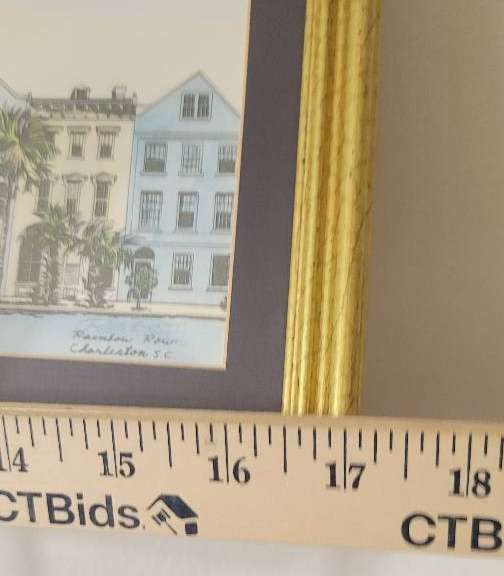 Rainbow Row
Charleston, S.C.
14 15 16 17 18
CTBids. CTB